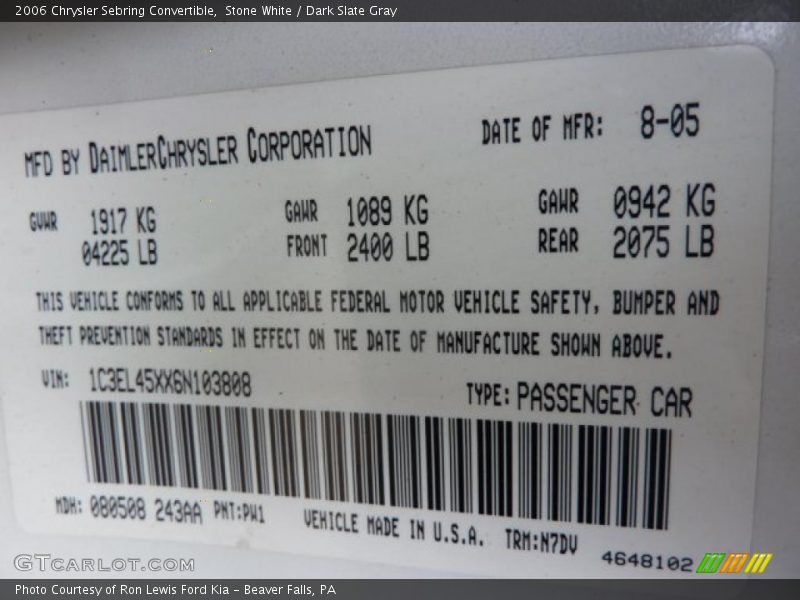 2006 Chrysler Sebring Convertible,  Stone White / Dark Slate Gray
MFD BY DAIMLERCHRYSLER CORPORATION DATE OF MFR: 8-05
GVWR 1917 KG GAWR 1089 KG GAWR 0942 KG
04225 LB FRONT 2400 LB REAR 2075 LB
THIS VEHICLE CONFORMS TO ALL APPLICABLE FEDERAL MOTOR VEHICLE SAFETY, BUMPER AND
THEFT PREVENTION STANDARDS IN EFFECT ON THE DATE OF MANUFACTURE SHOWN ABOVE.
VIN: 1C3EL45XX6N103808 TYPE: PASSENGER CAR
MDH: 080508 243AA PNT:PW1 VEHICLE MADE IN U.S.A. TRM:N7DV 4648102
GTCARLOT.COM
Photo Courtesy of Ron Lewis Ford Kia - Beaver Falls, PA